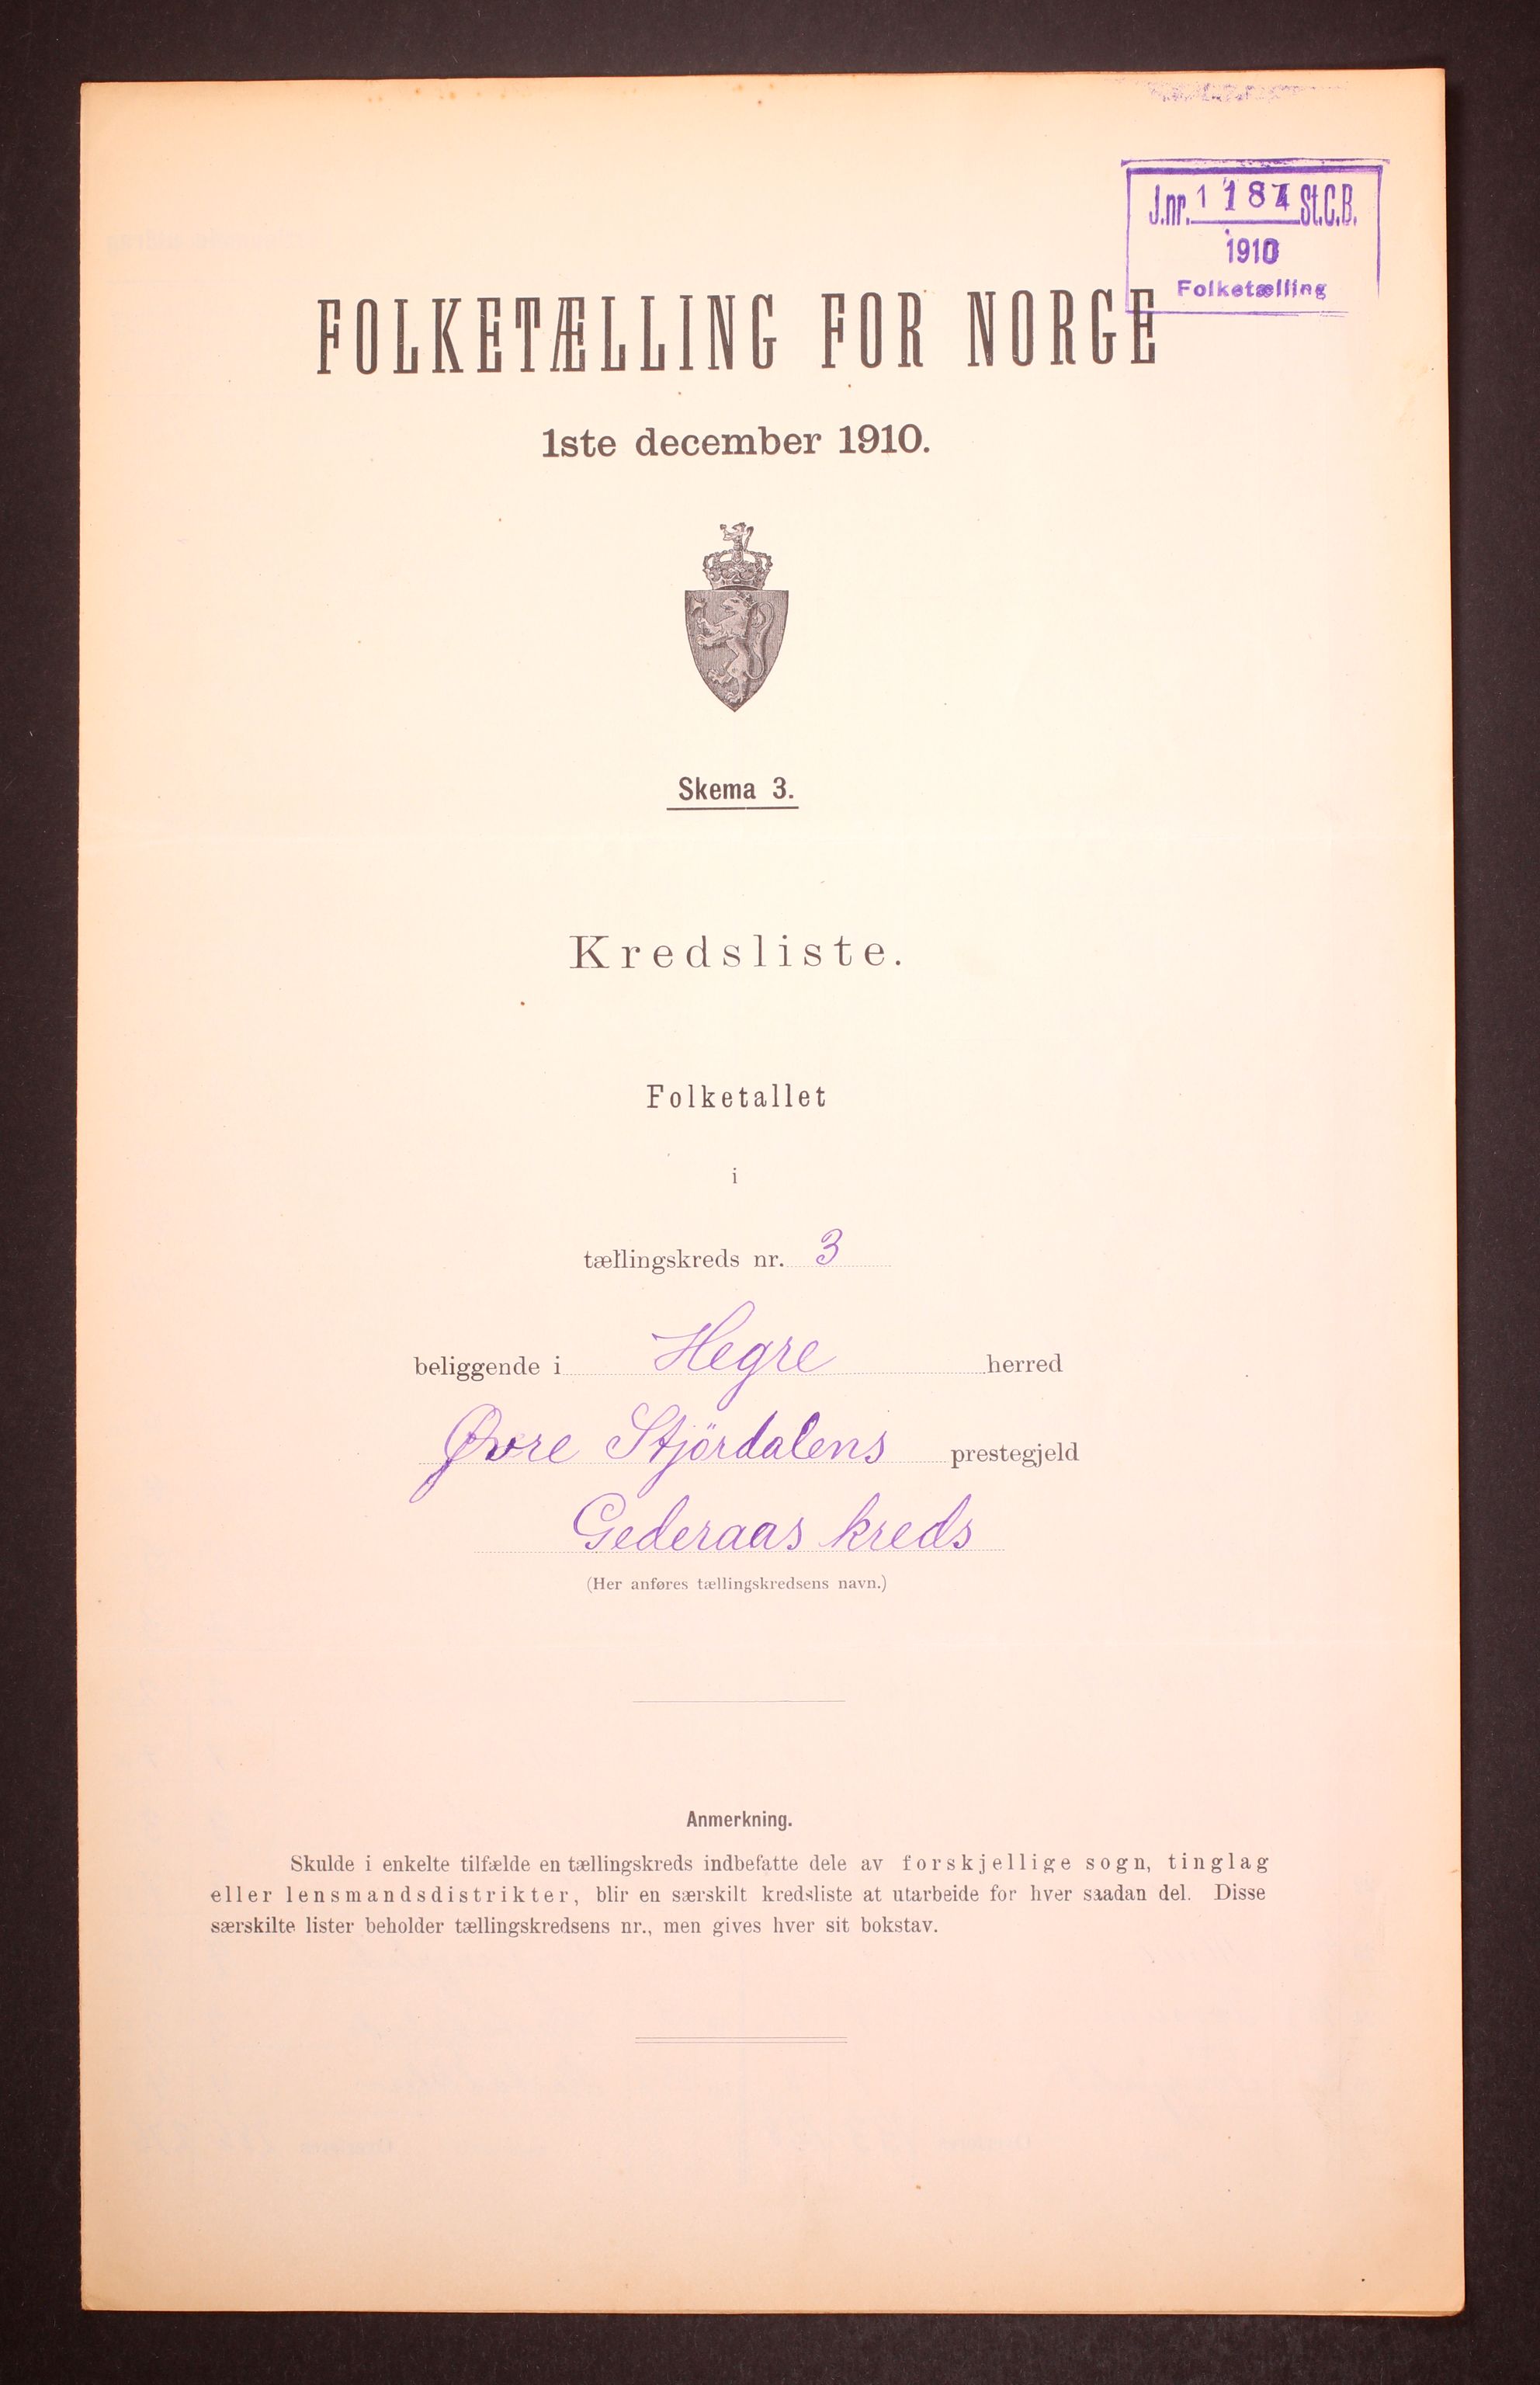 J.nr. 1 187 St.C.B.
1910
Folketælling
FOLKETÆLLING FOR NORGE
1ste december 1910.
Skema 3.
Kredsliste.
Folketallet
i
tællingskreds nr. 3
beliggende i Hegre herred
Øvre Stjördalens prestegjeld
Gederaas kreds
(Her anføres tællingskredsens navn.)
Anmerkning.
Skulde i enkelte tilfælde en tællingskreds indbefatte dele av forskjellige sogn, tinglag
eller lensmandsdistrikter, blir en særskilt kredsliste at utarbeide for hver saadan del. Disse
særskilte lister beholder tællingskredsens nr., men gives hver sit bokstav.